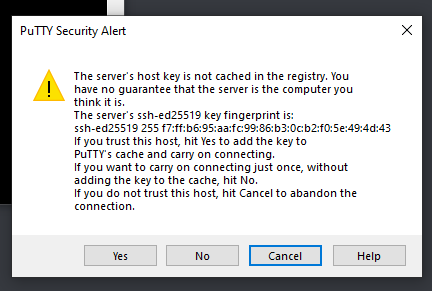 PuTTY Security Alert
The server's host key is not cached in the registry. You
have no guarantee that the server is the computer you
think it is.
The server's ssh-ed25519 key fingerprint is:
ssh-ed25519 255 f7:ff:b6:95:aa:fc:99:86:b3:0c:b2:f0:5e:49:4d:43
If you trust this host, hit Yes to add the key to
PuTTY's cache and carry on connecting.
If you want to carry on connecting just once, without
adding the key to the cache, hit No.
If you do not trust this host, hit Cancel to abandon the
connection.
Yes
No
Cancel
Help